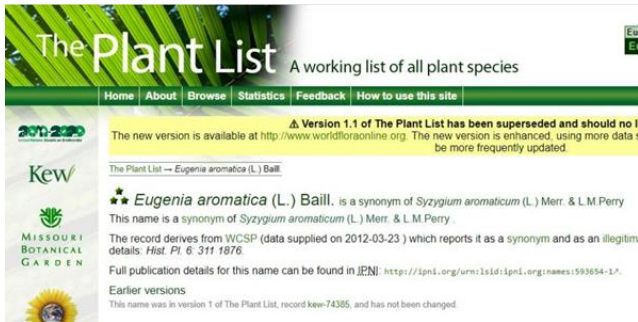 The Plant List A working list of all plant species
Home About Browse Statistics Feedback How to use this site
⚠ Version 1.1 of The Plant List has been superseded and should no l
The new version is available at http://www.worldfloraonline.org. The new version is enhanced, using more data s
be more frequently updated.
The Plant List → Eugenia aromatica (L.) Baill.
Eugenia aromatica (L.) Baill. is a synonym of Syzygium aromaticum (L.) Merr. & L.M.Perry
This name is a synonym of Syzygium aromaticum (L.) Merr. & L.M.Perry .
The record derives from WCSP (data supplied on 2012-03-23 ) which reports it as a synonym and as an illegitim
details: Hist. Pl. 6: 311 1876.
Full publication details for this name can be found in IPNI: http://ipni.org/urn:lsid:ipni.org:names:593654-1.
Earlier versions
This name was in version 1 of The Plant List, record kew-74385, and has not been changed.
2011-2020
Kew
MISSOURI
BOTANICAL
GARDEN